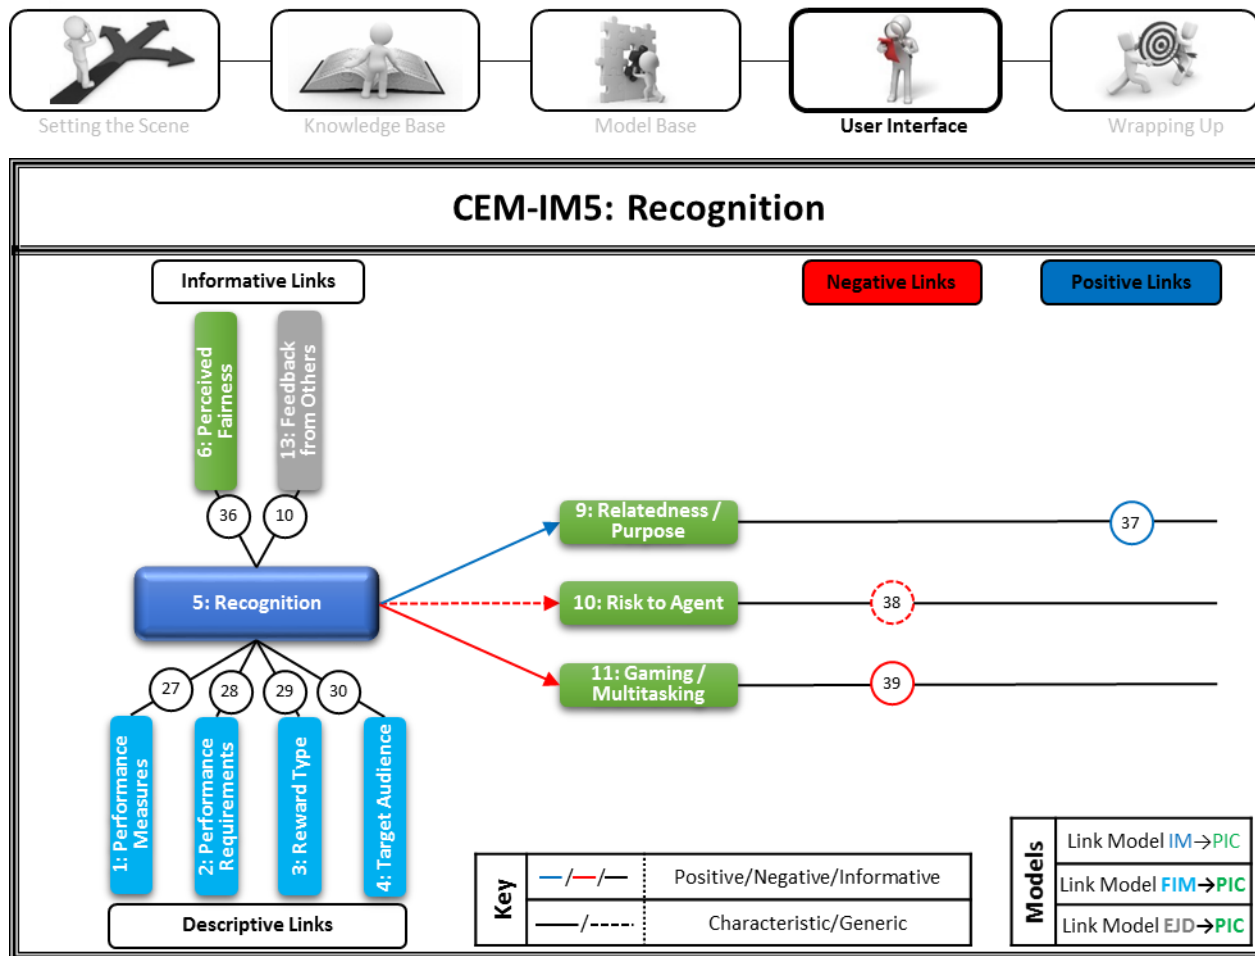 Setting the Scene
Knowledge Base
Model Base
User Interface
Wrapping Up
CEM-IM5: Recognition
Informative Links
Negative Links
Positive Links
6: Perceived
Fairness
13: Feedback
from Others
36
10
9: Relatedness /
Purpose
37
5: Recognition
10: Risk to Agent
38
11: Gaming /
Multitasking
39
27
28
29
30
1: Performance
Measures
2: Performance
Requirements
3: Reward Type
4: Target Audience
Descriptive Links
Key
/ /
Positive/Negative/Informative
/
Characteristic/Generic
Models
Link Model IM→PIC
Link Model FIM→PIC
Link Model EJD→PIC